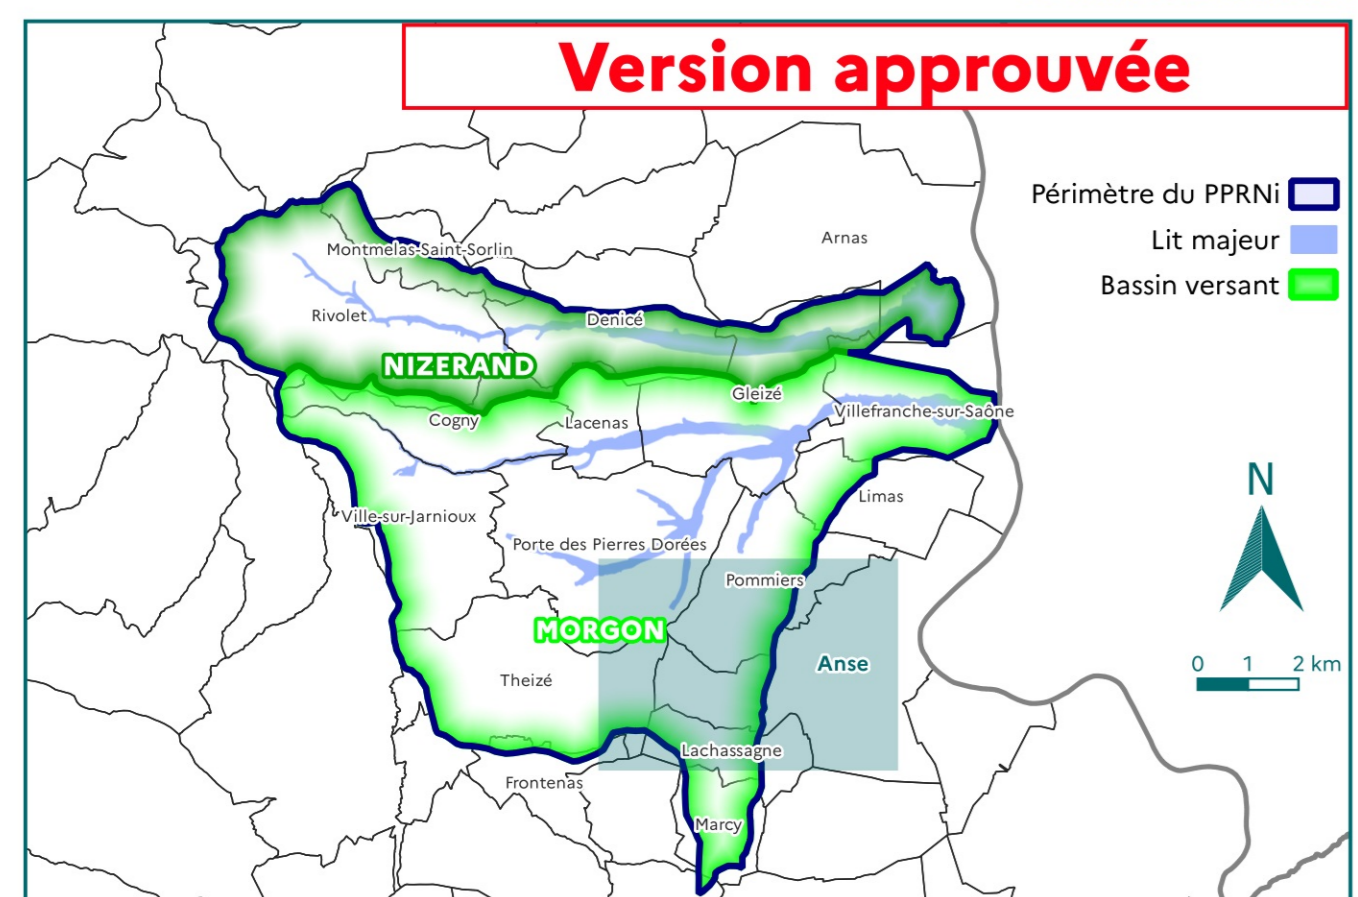 Version approuvée
Périmètre du PPRNi
Lit majeur
Bassin versant
Arnas
Montmelas-Saint-Sorlin
Rivolet
Denicé
NIZERAND
Gleizé
Villefranche-sur-Saône
Cogny
Lacenas
Limas
Ville-sur-Jarnioux
Porte des Pierres Dorées
Pommiers
MORGON
Anse
Theizé
Lachassagne
Frontenas
Marcy
N
0 1 2 km